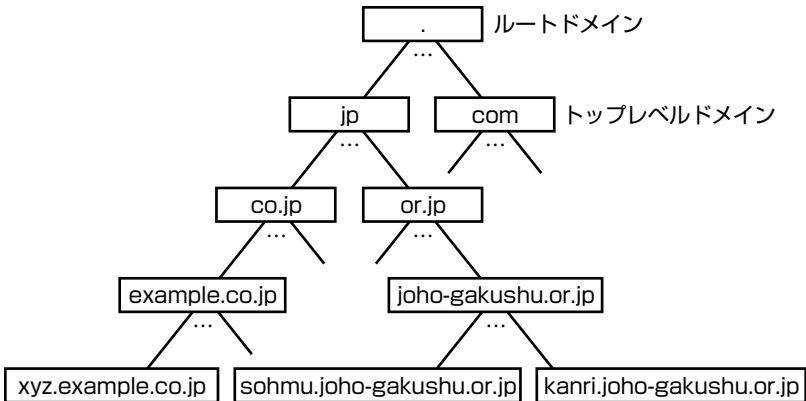 . ルートドメイン
…
jp com トップレベルドメイン
… …
co.jp or.jp
… …
example.co.jp joho-gakushu.or.jp
… …
xyz.example.co.jp sohmu.joho-gakushu.or.jp kanri.joho-gakushu.or.jp